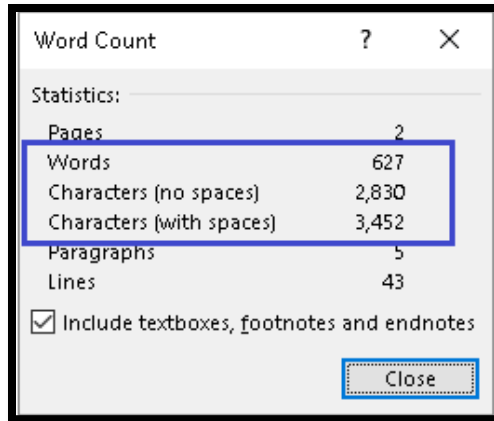 Word Count ? ×
Statistics:
Pages 2
Words 627
Characters (no spaces) 2,830
Characters (with spaces) 3,452
Paragraphs 5
Lines 43
Include textboxes, footnotes and endnotes
Close